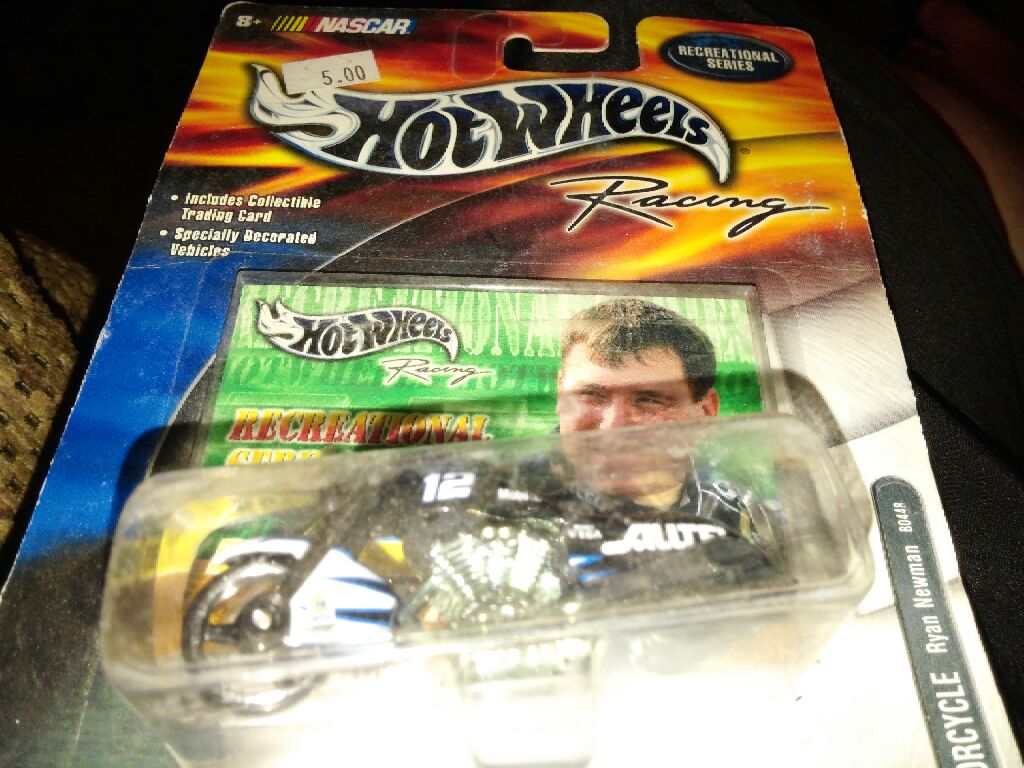 8+
NASCAR
RECREATIONAL
SERIES
5.00
HOT WHEELS
Racing
• Includes Collectible
Trading Card
• Specially Decorated
Vehicles
HOT WHEELS
Racing
RECREATIONAL
12
ORCYCLE Ryan Newman B0448